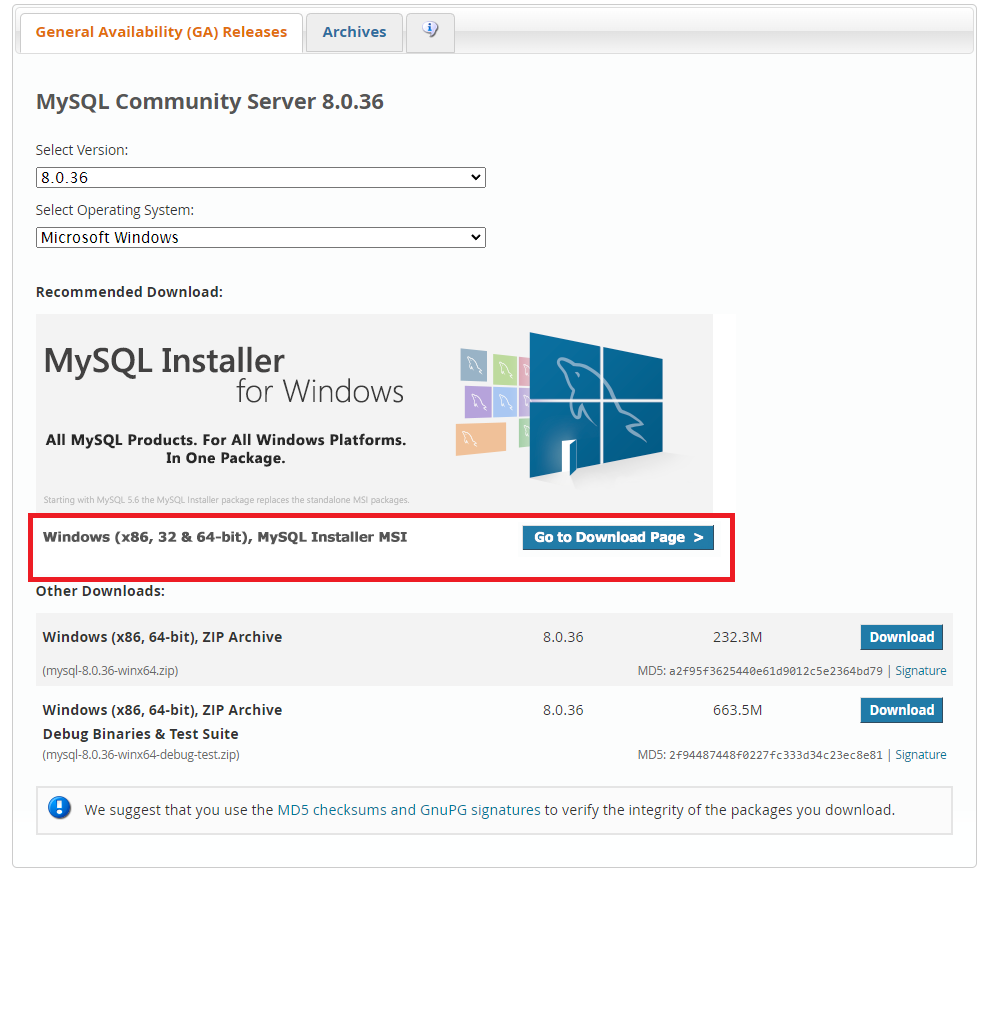 General Availability (GA) Releases
Archives
MySQL Community Server 8.0.36
Select Version:
8.0.36
Select Operating System:
Microsoft Windows
Recommended Download:
MySQL Installer
for Windows
All MySQL Products. For All Windows Platforms.
In One Package.
Starting with MySQL 5.6 the MySQL Installer package replaces the standalone MSI packages.
Windows (x86, 32 & 64-bit), MySQL Installer MSI
Go to Download Page >
Other Downloads:
Windows (x86, 64-bit), ZIP Archive 8.0.36 232.3M Download
(mysql-8.0.36-winx64.zip) MD5: a2f95f3625440e61d9012c5e2364bd79 | Signature
Windows (x86, 64-bit), ZIP Archive 8.0.36 663.5M Download
Debug Binaries & Test Suite
(mysql-8.0.36-winx64-debug-test.zip) MD5: 2f94487448f0227fc333d34c23ec8e81 | Signature
We suggest that you use the MD5 checksums and GnuPG signatures to verify the integrity of the packages you download.